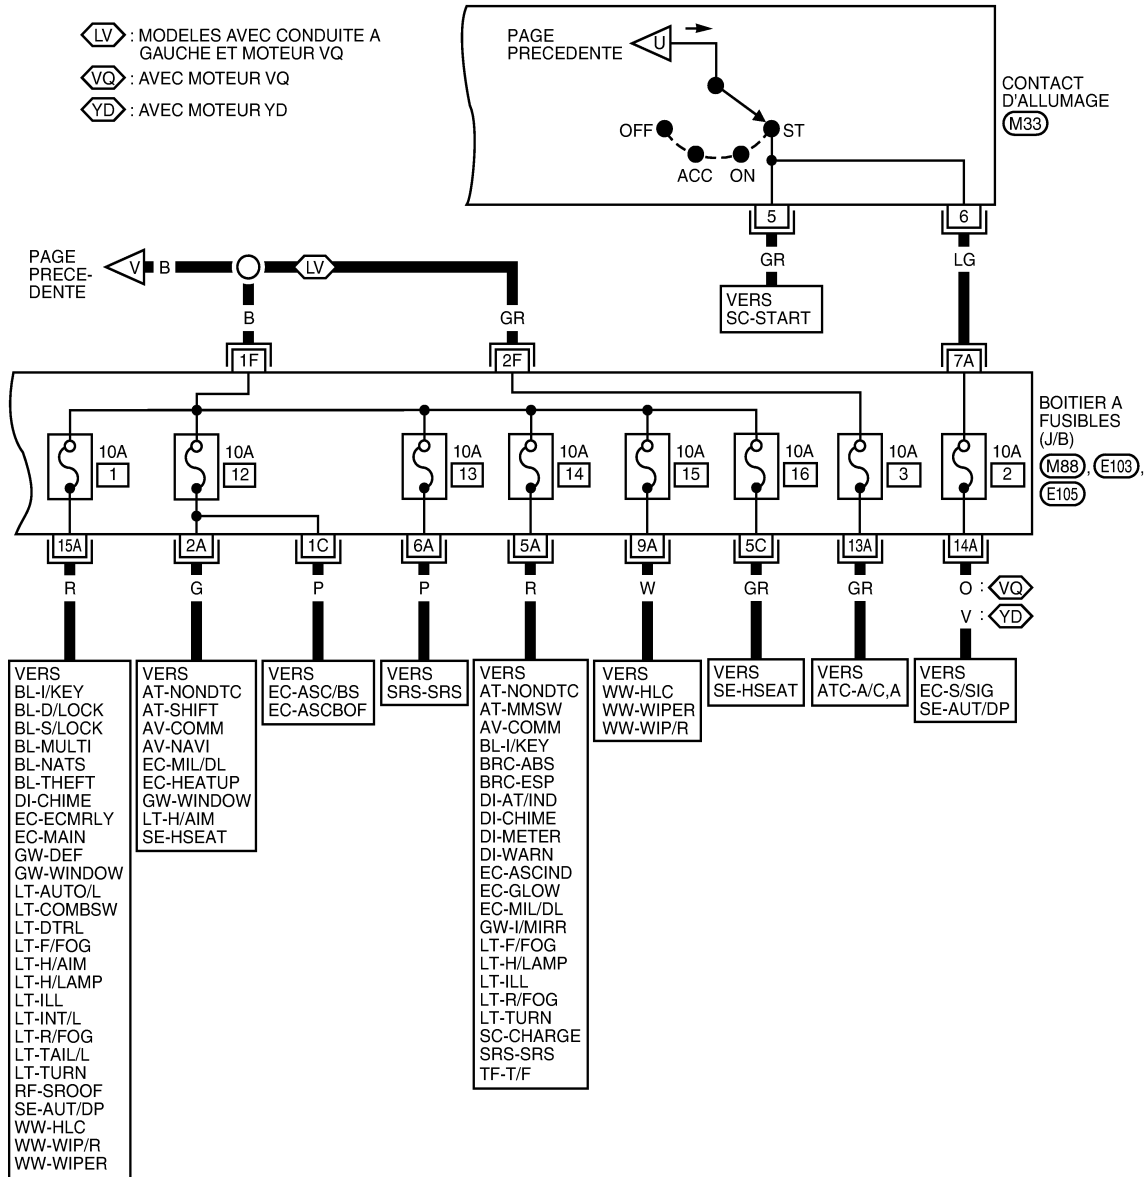 LV : MODELES AVEC CONDUITE A
GAUCHE ET MOTEUR VQ
VQ : AVEC MOTEUR VQ
YD : AVEC MOTEUR YD
PAGE
PRECEDENTE
U
OFF
ACC
ON
ST
CONTACT
D'ALLUMAGE
M33
5
6
GR
LG
VERS
SC-START
PAGE
PRECE-
DENTE
V
B
LV
B
GR
1F
2F
7A
10A
1
10A
12
10A
13
10A
14
10A
15
10A
16
10A
3
10A
2
BOITIER A
FUSIBLES
(J/B)
M88, E103,
E105
15A
2A
1C
6A
5A
9A
5C
13A
14A
R
G
P
P
R
W
GR
GR
O : VQ
V : YD
VERS
BL-I/KEY
BL-D/LOCK
BL-S/LOCK
BL-MULTI
BL-NATS
BL-THEFT
DI-CHIME
EC-ECMRLY
EC-MAIN
GW-DEF
GW-WINDOW
LT-AUTO/L
LT-COMBSW
LT-DTRL
LT-F/FOG
LT-H/AIM
LT-H/LAMP
LT-ILL
LT-INT/L
LT-R/FOG
LT-TAIL/L
LT-TURN
RF-SROOF
SE-AUT/DP
WW-HLC
WW-WIP/R
WW-WIPER
VERS
AT-NONDTC
AT-SHIFT
AV-COMM
AV-NAVI
EC-MIL/DL
EC-HEATUP
GW-WINDOW
LT-H/AIM
SE-HSEAT
VERS
EC-ASC/BS
EC-ASCBOF
VERS
SRS-SRS
VERS
AT-NONDTC
AT-MMSW
AV-COMM
BL-I/KEY
BRC-ABS
BRC-ESP
DI-AT/IND
DI-CHIME
DI-METER
DI-WARN
EC-ASCIND
EC-GLOW
EC-MIL/DL
GW-I/MIRR
LT-F/FOG
LT-H/LAMP
LT-ILL
LT-R/FOG
LT-TURN
SC-CHARGE
SRS-SRS
TF-T/F
VERS
WW-HLC
WW-WIPER
WW-WIP/R
VERS
SE-HSEAT
VERS
ATC-A/C,A
VERS
EC-S/SIG
SE-AUT/DP